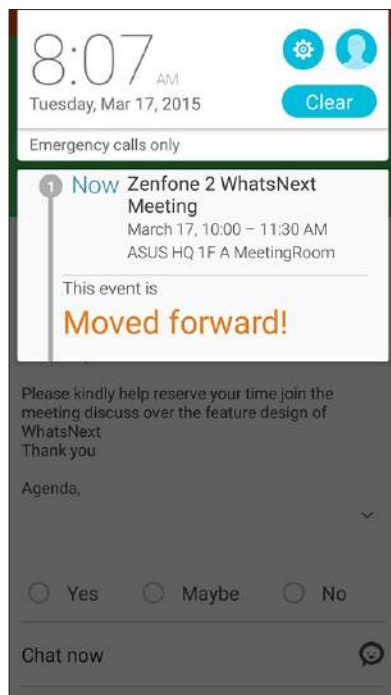 8:07 AM
Tuesday, Mar 17, 2015
Clear
Emergency calls only
1 Now Zenfone 2 WhatsNext
Meeting
March 17, 10:00 – 11:30 AM
ASUS HQ 1F A MeetingRoom
This event is
Moved forward!
Please kindly help reserve your time join the
meeting discuss over the feature design of
WhatsNext
Thank you
Agenda,
Yes Maybe No
Chat now